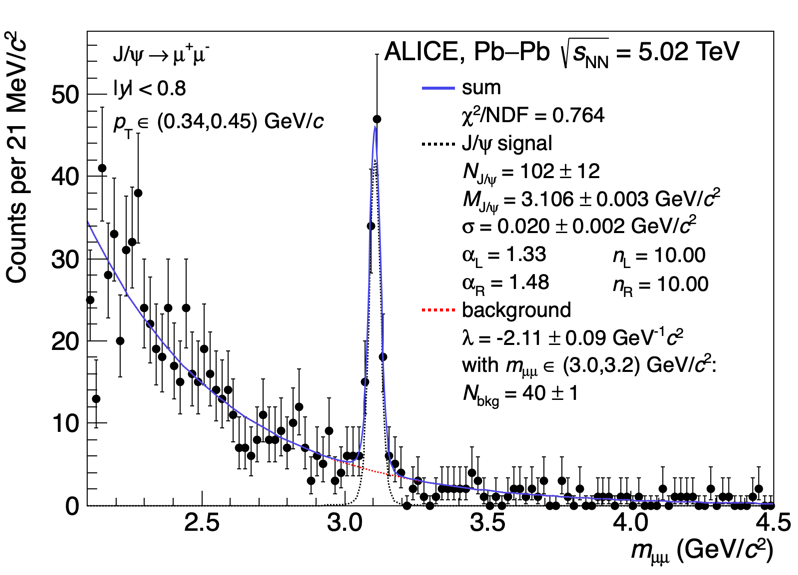 J/ψ → μ⁺μ⁻
|y| < 0.8
p_T ∈ (0.34,0.45) GeV/c
ALICE, Pb–Pb √s_NN = 5.02 TeV
sum
χ²/NDF = 0.764
J/ψ signal
N_J/ψ = 102 ± 12
M_J/ψ = 3.106 ± 0.003 GeV/c²
σ = 0.020 ± 0.002 GeV/c²
α_L = 1.33 n_L = 10.00
α_R = 1.48 n_R = 10.00
background
λ = -2.11 ± 0.09 GeV⁻¹c²
with m_μμ ∈ (3.0,3.2) GeV/c²:
N_bkg = 40 ± 1
Counts per 21 MeV/c²
50
40
30
20
10
0
2.5 3.0 3.5 4.0 4.5
m_μμ (GeV/c²)